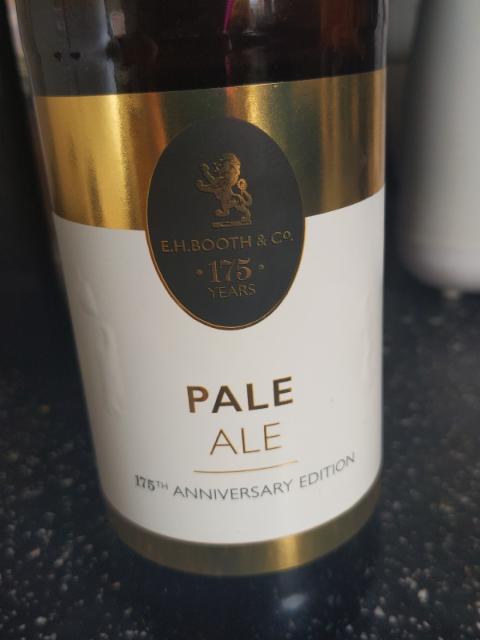 E.H.BOOTH & Co.
· 175 ·
YEARS
PALE
ALE
175TH ANNIVERSARY EDITION